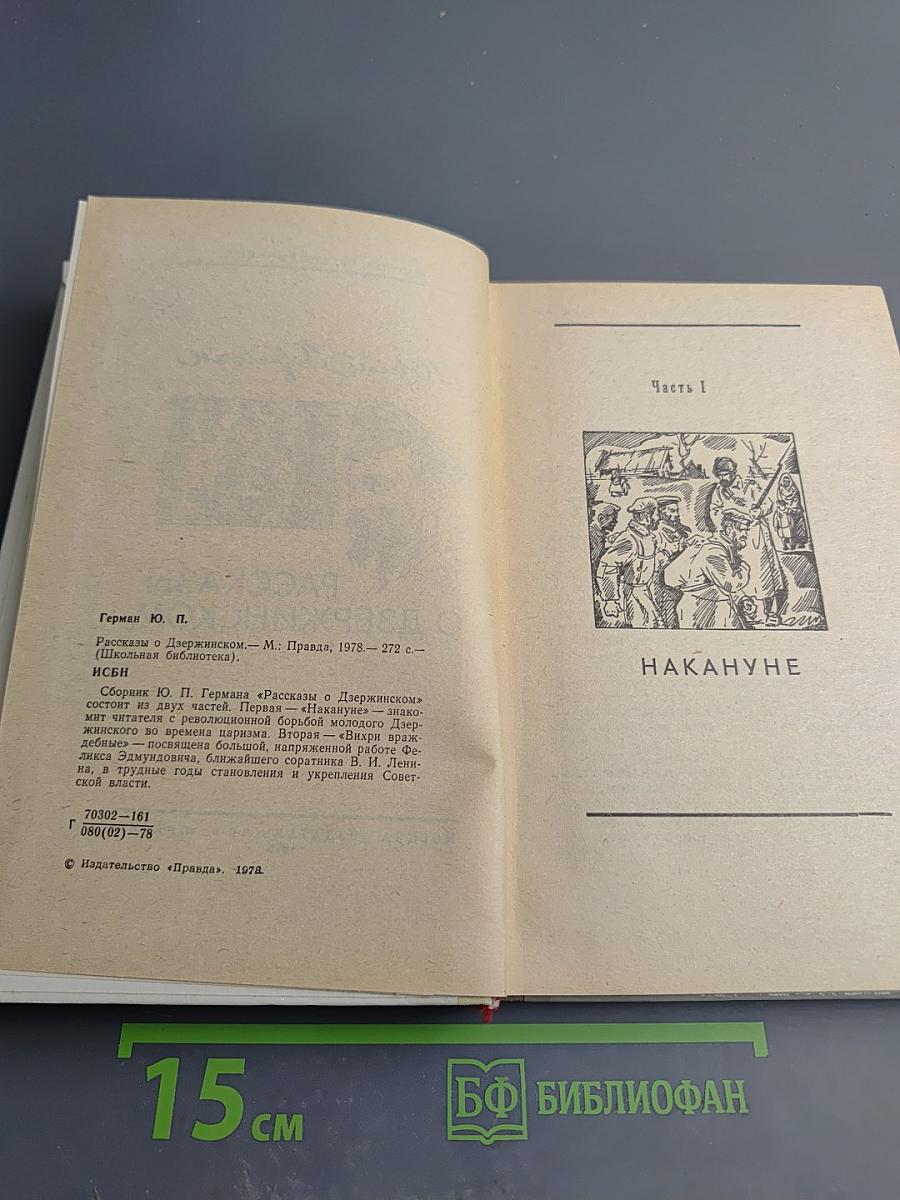 Герман Ю. П.
Рассказы о Дзержинском.— М.: Правда, 1978.— 272 с.—
(Школьная библиотека).
ИСБН
Сборник Ю. П. Германа «Рассказы о Дзержинском»
состоит из двух частей. Первая — «Накануне» — знако-
мит читателя с революционной борьбой молодого Дзер-
жинского во времена царизма. Вторая — «Вихри враж-
дебные» — посвящена большой, напряженной работе Фе-
ликса Эдмундовича, ближайшего соратника В. И. Лени-
на, в трудные годы становления и укрепления Совет-
ской власти.
Г 70302—161
080(02)—78
© Издательство «Правда». 1978.
Часть I
НАКАНУНЕ
15 см
БФ БИБЛИОФАН